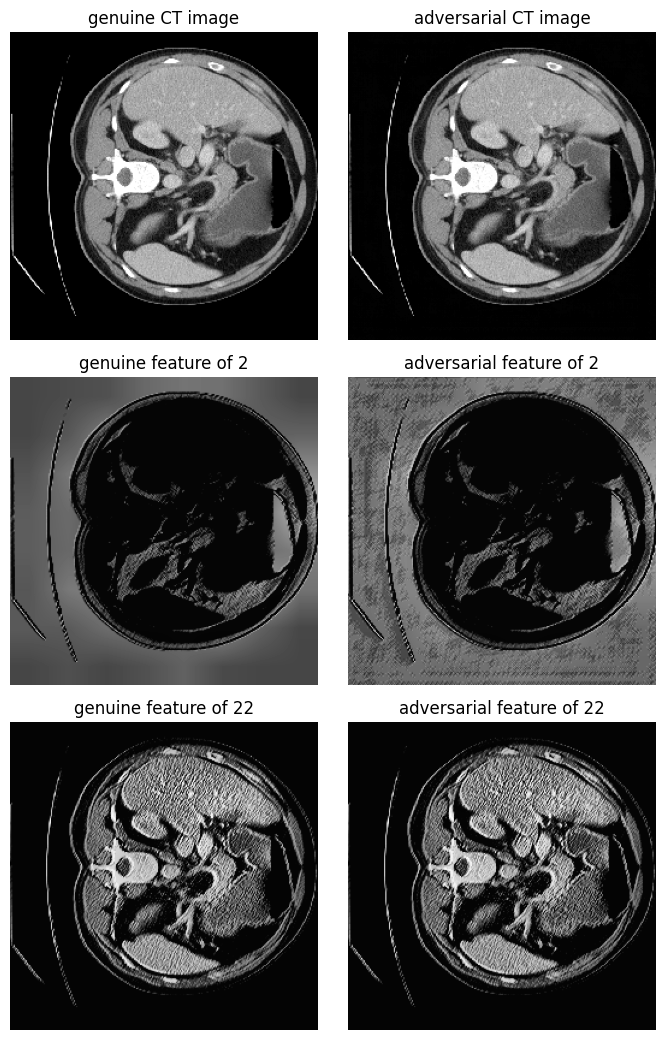 genuine CT image
adversarial CT image
genuine feature of 2
adversarial feature of 2
genuine feature of 22
adversarial feature of 22